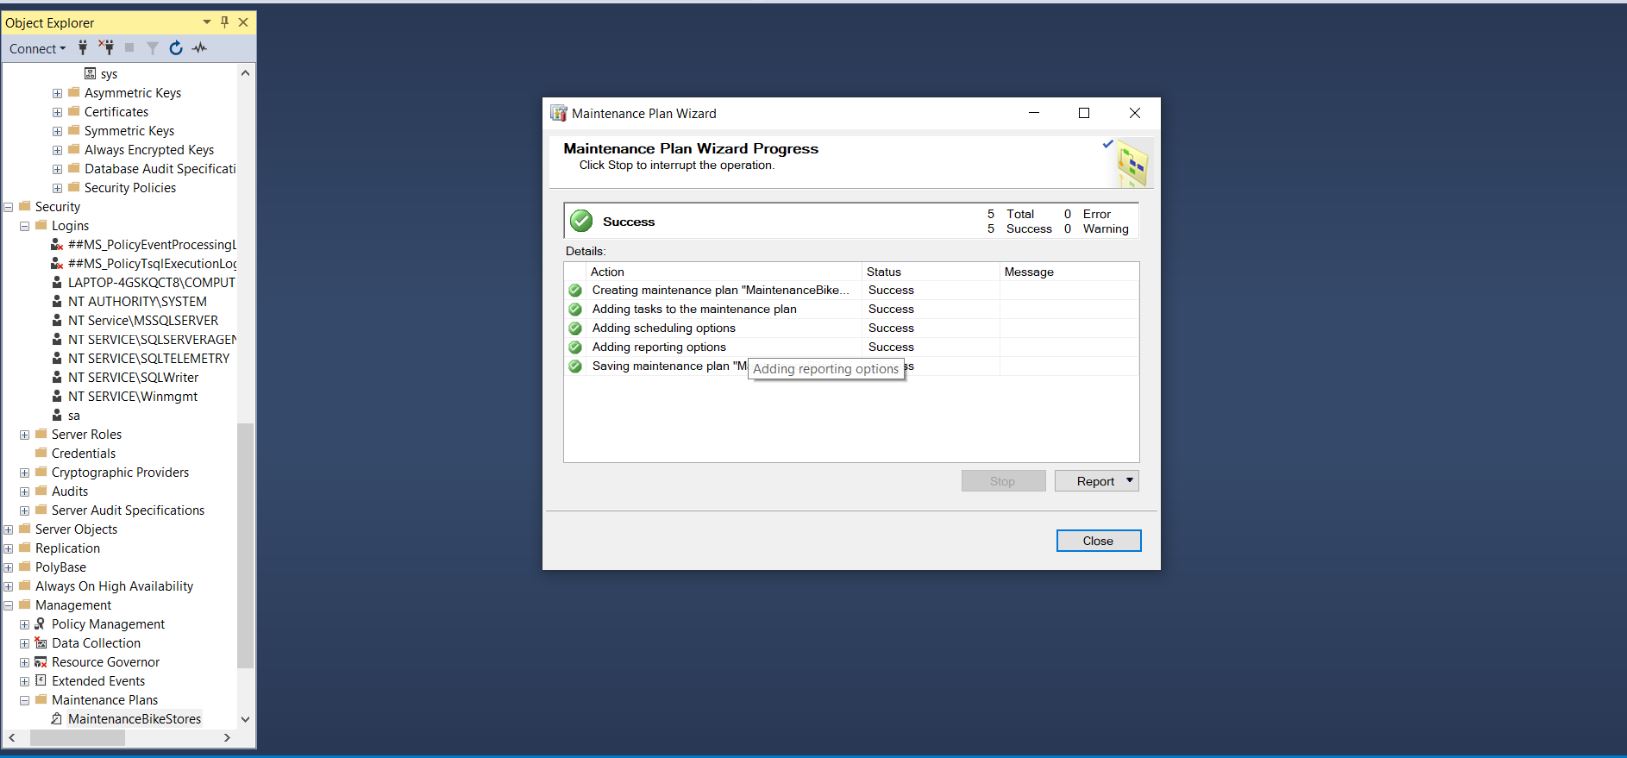 Object Explorer
Connect
sys
Asymmetric Keys
Certificates
Symmetric Keys
Always Encrypted Keys
Database Audit Specificati
Security Policies
Security
Logins
##MS_PolicyEventProcessingL
##MS_PolicyTsqlExecutionLog
LAPTOP-4GSKQCT8\COMPUT
NT AUTHORITY\SYSTEM
NT Service\MSSQLSERVER
NT SERVICE\SQLSERVERAGEN
NT SERVICE\SQLTELEMETRY
NT SERVICE\SQLWriter
NT SERVICE\Winmgmt
sa
Server Roles
Credentials
Cryptographic Providers
Audits
Server Audit Specifications
Server Objects
Replication
PolyBase
Always On High Availability
Management
Policy Management
Data Collection
Resource Governor
Extended Events
Maintenance Plans
MaintenanceBikeStores
Maintenance Plan Wizard
Maintenance Plan Wizard Progress
Click Stop to interrupt the operation.
Success
5 Total 0 Error
5 Success 0 Warning
Details:
Action Status Message
Creating maintenance plan "MaintenanceBike... Success
Adding tasks to the maintenance plan Success
Adding scheduling options Success
Adding reporting options Success
Saving maintenance plan "M ss
Adding reporting options
Stop Report
Close